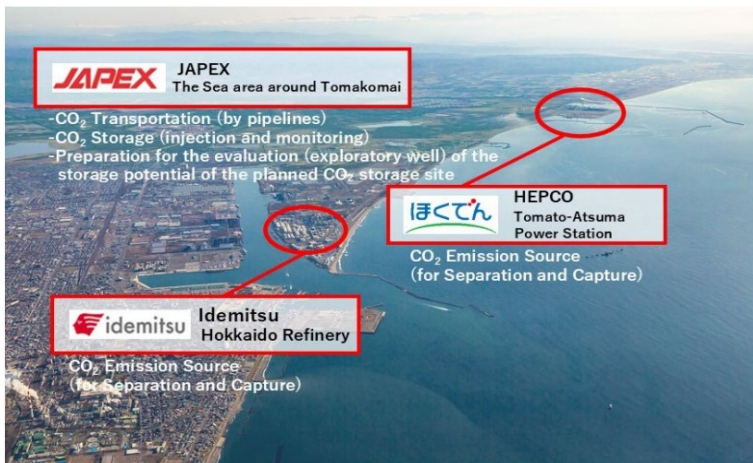 JAPEX JAPEX
The Sea area around Tomakomai
-CO₂ Transportation (by pipelines)
-CO₂ Storage (injection and monitoring)
-Preparation for the evaluation (exploratory well) of the
storage potential of the planned CO₂ storage site
ほくでん HEPCO
Tomato-Atsuma
Power Station
CO₂ Emission Source
(for Separation and Capture)
idemitsu Idemitsu
Hokkaido Refinery
CO₂ Emission Source
(for Separation and Capture)